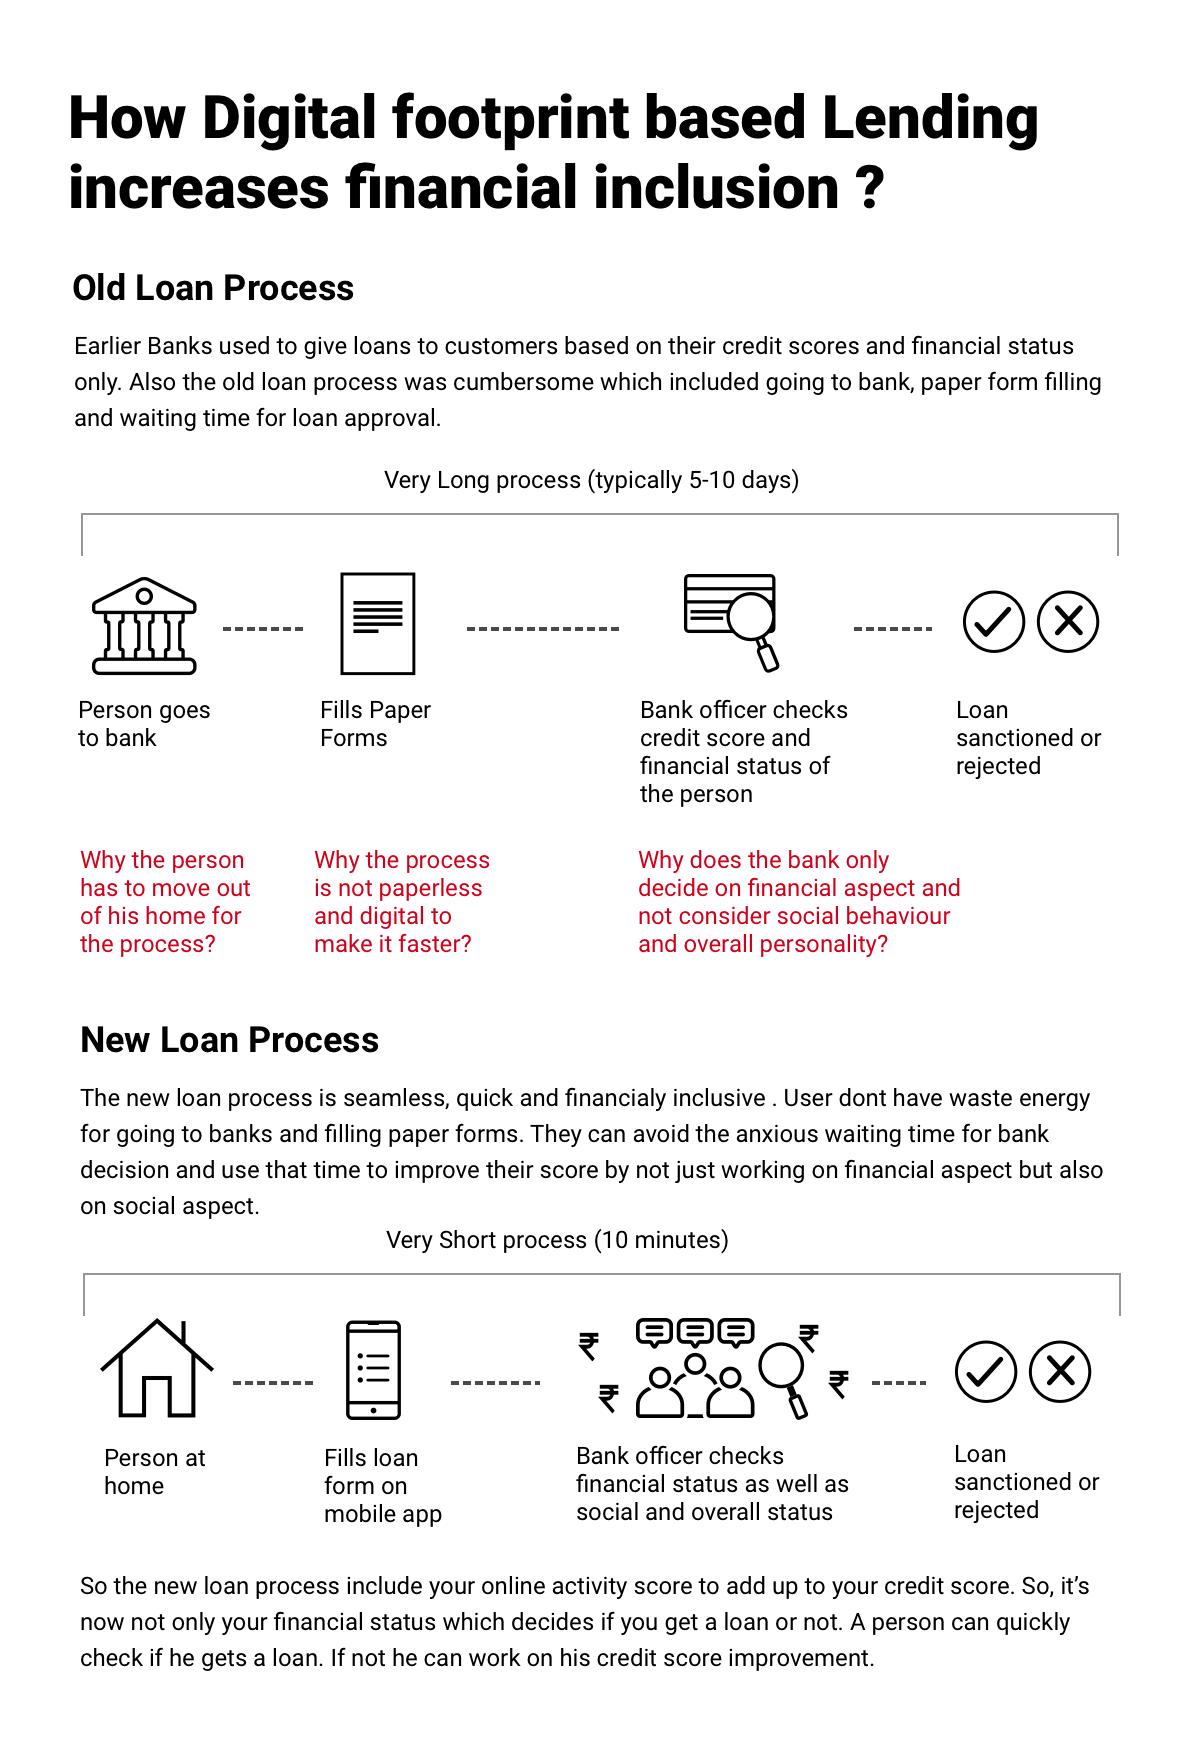 How Digital footprint based Lending
increases financial inclusion ?
Old Loan Process
Earlier Banks used to give loans to customers based on their credit scores and financial status
only. Also the old loan process was cumbersome which included going to bank, paper form filling
and waiting time for loan approval.
Very Long process (typically 5-10 days)
Person goes
to bank
Fills Paper
Forms
Bank officer checks
credit score and
financial status of
the person
Loan
sanctioned or
rejected
Why the person
has to move out
of his home for
the process?
Why the process
is not paperless
and digital to
make it faster?
Why does the bank only
decide on financial aspect and
not consider social behaviour
and overall personality?
New Loan Process
The new loan process is seamless, quick and financialy inclusive . User dont have waste energy
for going to banks and filling paper forms. They can avoid the anxious waiting time for bank
decision and use that time to improve their score by not just working on financial aspect but also
on social aspect.
Very Short process (10 minutes)
₹
₹
₹
₹
Person at
home
Fills loan
form on
mobile app
Bank officer checks
financial status as well as
social and overall status
Loan
sanctioned or
rejected
So the new loan process include your online activity score to add up to your credit score. So, it’s
now not only your financial status which decides if you get a loan or not. A person can quickly
check if he gets a loan. If not he can work on his credit score improvement.